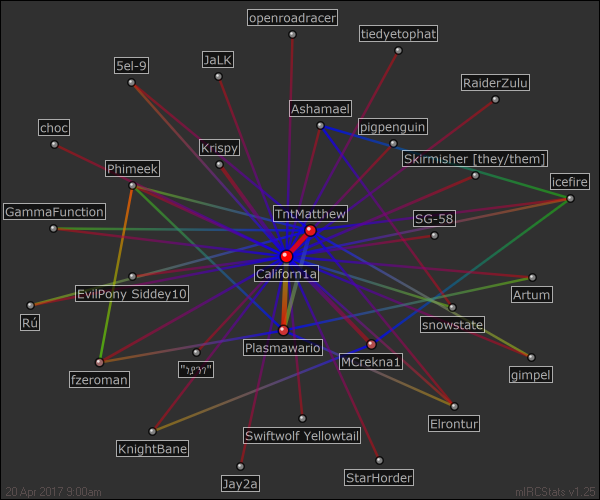 openroadracer
tiedyetophat
5el-9
JaLK
RaiderZulu
Ashamael
choc
pigpenguin
Krispy
Skirmisher [they/them]
Phimeek
icefire
GammaFunction
TntMatthew
SG-58
Californ1a
EvilPony Siddey10
Artum
Rú
snowstate
Plasmawario
MCrekna1
fzeroman
gimpel
Elrontur
KnightBane
Swiftwolf Yellowtail
StarHorder
Jay2a
20 Apr 2017 9:00am
mIRCStats v1.25